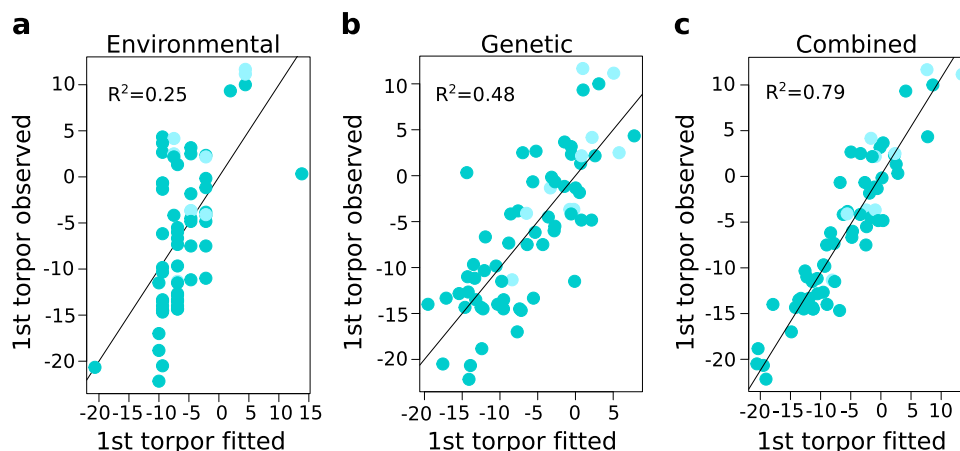 a
Environmental
R²=0.25
1st torpor observed
10
5
0
-5
-10
-15
-20
-20 -15 -10 -5 0 5 10 15
1st torpor fitted
b
Genetic
R²=0.48
1st torpor observed
10
5
0
-5
-10
-15
-20
-20 -15 -10 -5 0 5
1st torpor fitted
c
Combined
R²=0.79
1st torpor observed
10
5
0
-5
-10
-15
-20
-20 -15 -10 -5 0 5 10
1st torpor fitted